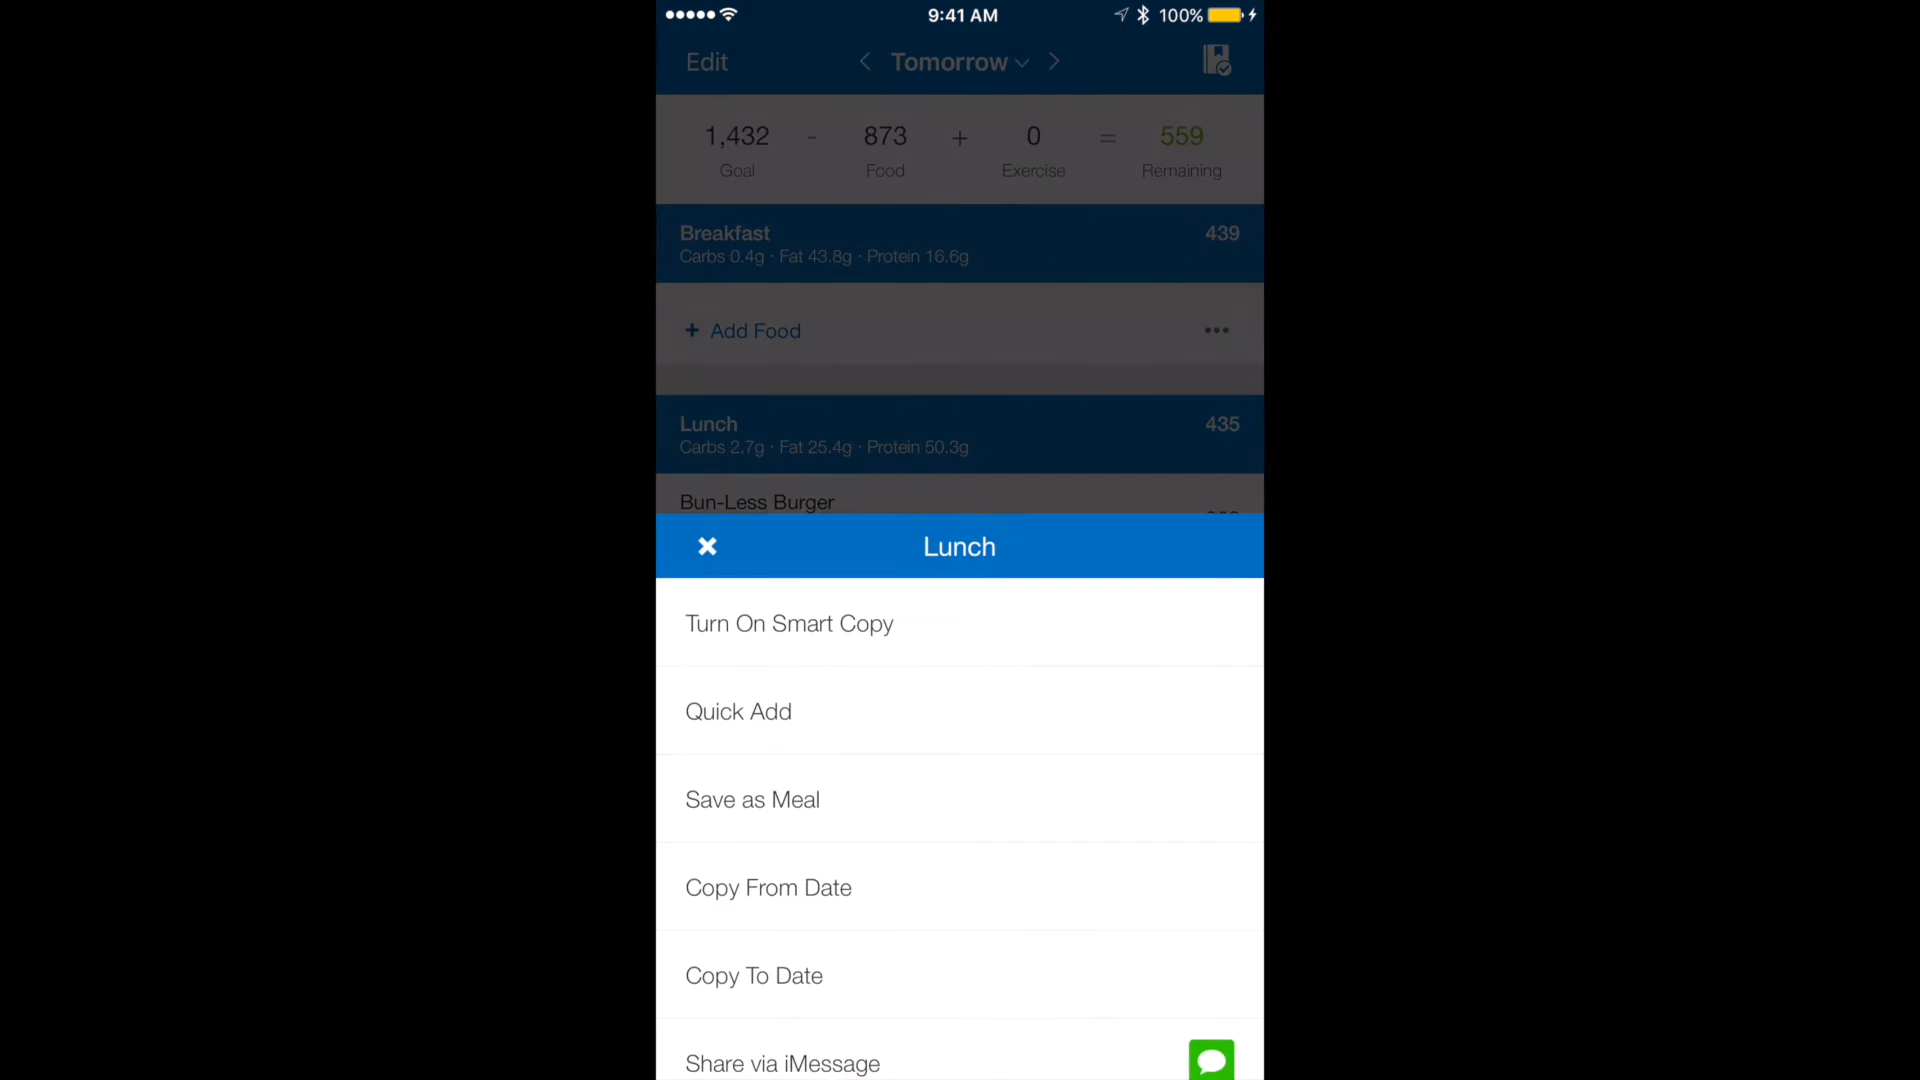 9:41 AM 100%
Edit Tomorrow
1,432 - 873 + 0 = 559
Goal Food Exercise Remaining
Breakfast 439
Carbs 0.4g · Fat 43.8g · Protein 16.6g
+ Add Food
Lunch 435
Carbs 2.7g · Fat 25.4g · Protein 50.3g
Bun-Less Burger
Lunch
Turn On Smart Copy
Quick Add
Save as Meal
Copy From Date
Copy To Date
Share via iMessage